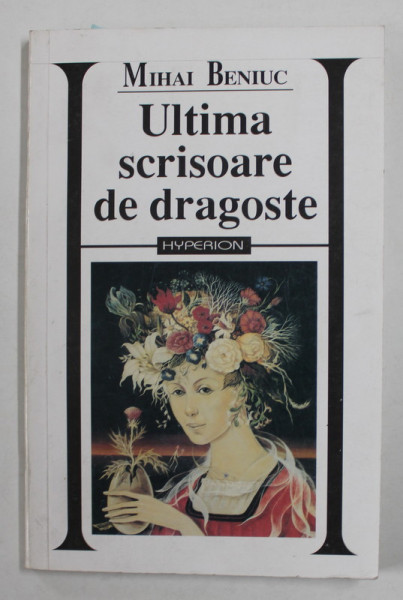 MIHAI BENIUC
Ultima
scrisoare
de dragoste
HYPERION